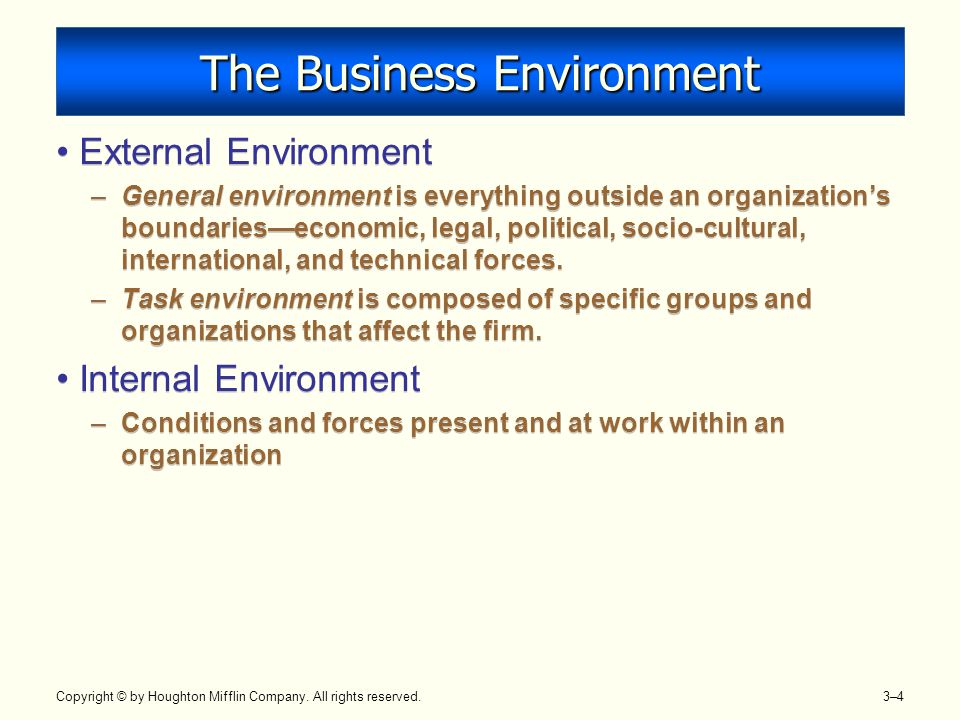 The Business Environment
• External Environment
– General environment is everything outside an organization’s
boundaries—economic, legal, political, socio-cultural,
international, and technical forces.
– Task environment is composed of specific groups and
organizations that affect the firm.
• Internal Environment
– Conditions and forces present and at work within an
organization
Copyright © by Houghton Mifflin Company. All rights reserved.
3–4